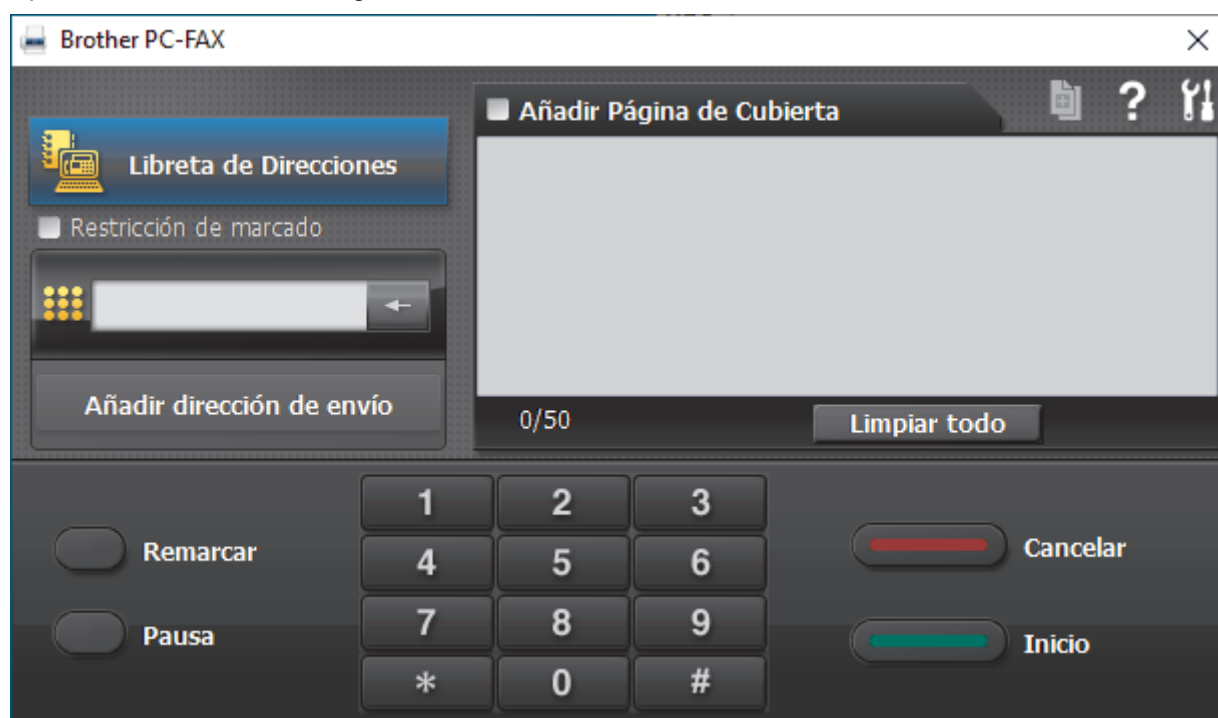 Brother PC-FAX
Añadir Página de Cubierta
?
Libreta de Direcciones
Restricción de marcado
Añadir dirección de envío
0/50
Limpiar todo
1 2 3
4 5 6
7 8 9
* 0 #
Remarcar
Pausa
Cancelar
Inicio